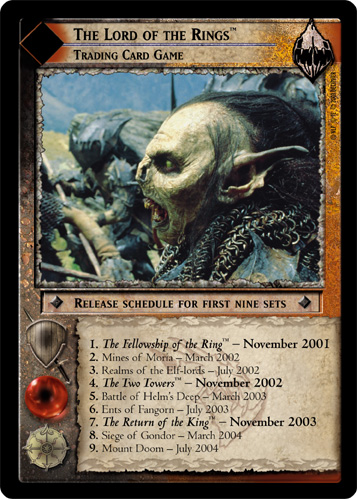 The Lord of the Rings™
Trading Card Game
Release schedule for first nine sets
1. The Fellowship of the Ring™ – November 2001
2. Mines of Moria – March 2002
3. Realms of the Elf-lords – July 2002
4. The Two Towers™ – November 2002
5. Battle of Helm's Deep – March 2003
6. Ents of Fangorn – July 2003
7. The Return of the King™ – November 2003
8. Siege of Gondor – March 2004
9. Mount Doom – July 2004